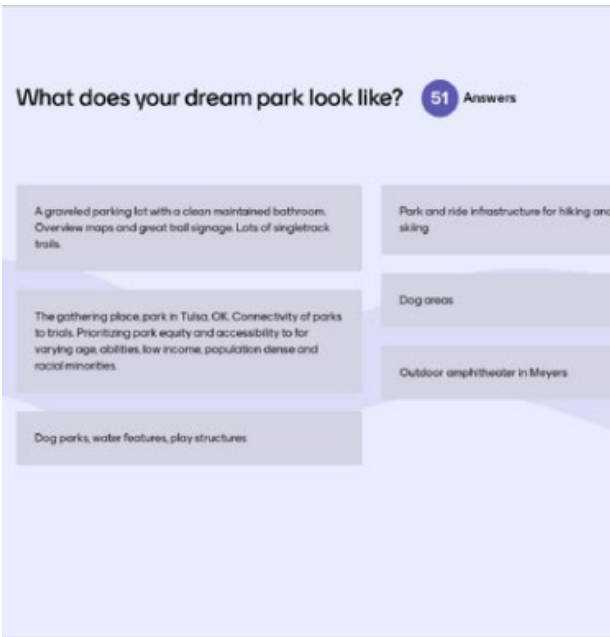 What does your dream park look like? 51 Answers
A graveled parking lot with a clean maintained bathroom.
Overview maps and great trail signage. Lots of singletrack
trails.
The gathering place, park in Tulsa, OK. Connectivity of parks
to trials. Prioritizing park equity and accessibility to for
varying age, abilities, low income, population dense and
racial minorities.
Dog parks, water features, play structures
Park and ride infrastructure for hiking and
skiing
Dog areas
Outdoor amphitheater in Meyers